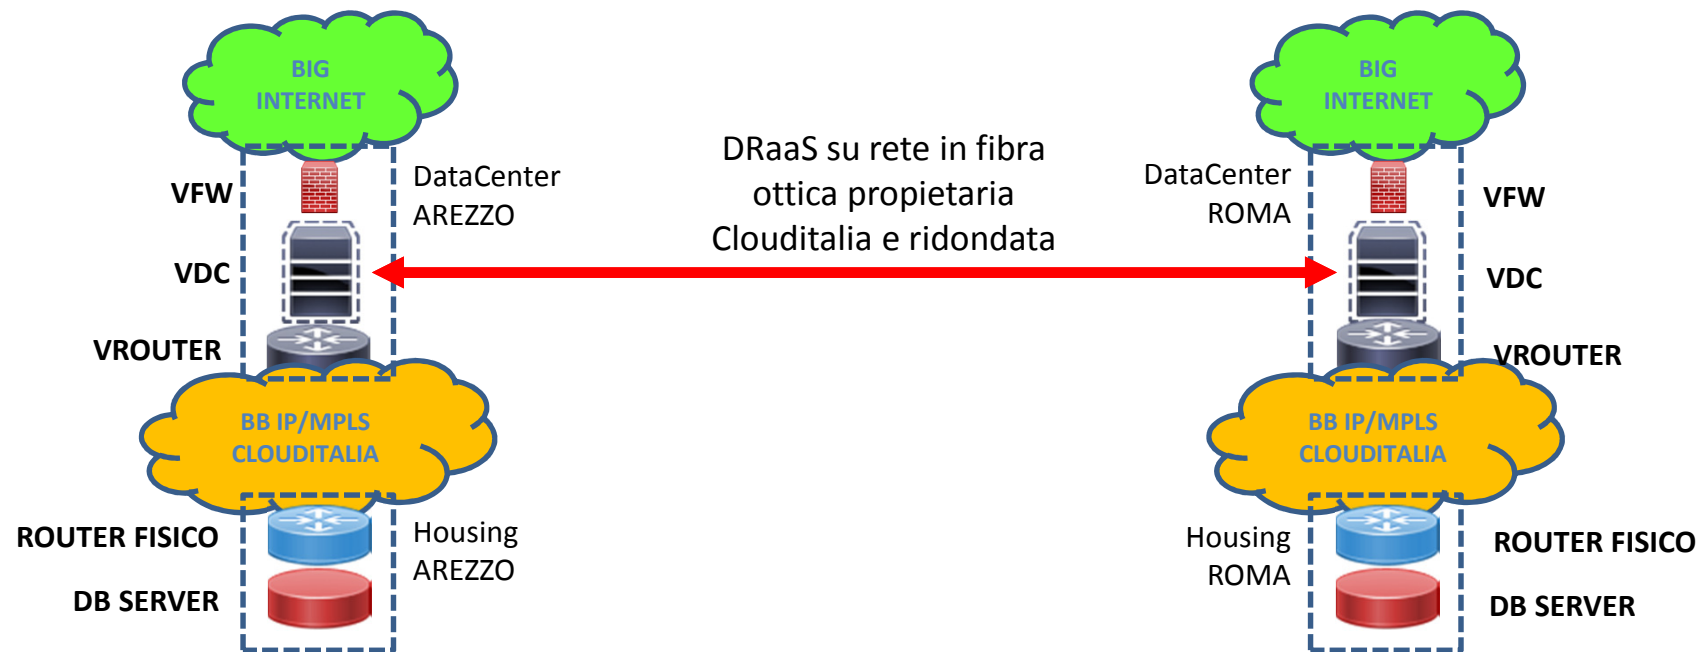 BIG
INTERNET
VFW
DataCenter
AREZZO
VDC
VROUTER
BB IP/MPLS
CLOUDITALIA
ROUTER FISICO
Housing
AREZZO
DB SERVER
DRaaS su rete in fibra
ottica propietaria
Clouditalia e ridondata
BIG
INTERNET
DataCenter
ROMA
VFW
VDC
VROUTER
BB IP/MPLS
CLOUDITALIA
Housing
ROMA
ROUTER FISICO
DB SERVER